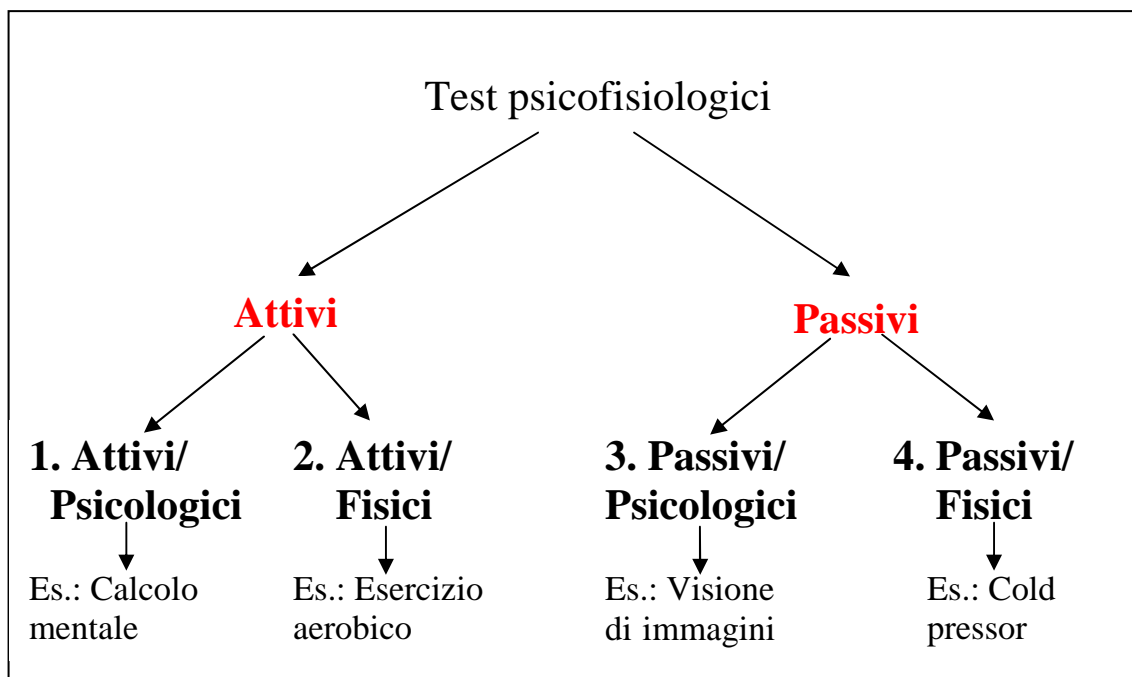 Test psicofisiologici
Attivi
Passivi
1. Attivi/
Psicologici
2. Attivi/
Fisici
3. Passivi/
Psicologici
4. Passivi/
Fisici
Es.: Calcolo
mentale
Es.: Esercizio
aerobico
Es.: Visione
di immagini
Es.: Cold
pressor